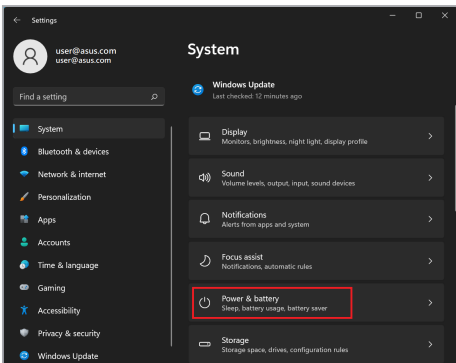 Settings
user@asus.com
user@asus.com
Find a setting
System
Bluetooth & devices
Network & internet
Personalization
Apps
Accounts
Time & language
Gaming
Accessibility
Privacy & security
Windows Update
System
Windows Update
Last checked: 12 minutes ago
Display
Monitors, brightness, night light, display profile
Sound
Volume levels, output, input, sound devices
Notifications
Alerts from apps and system
Focus assist
Notifications, automatic rules
Power & battery
Sleep, battery usage, battery saver
Storage
Storage space, drives, configuration rules